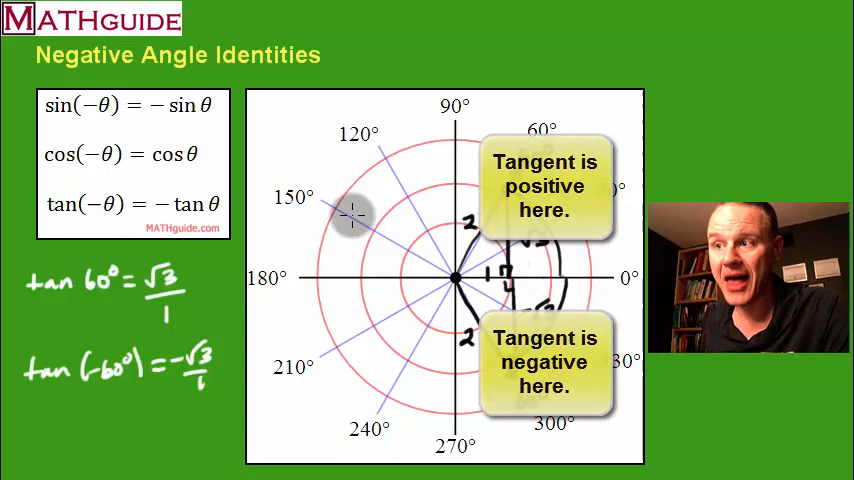 MATHGUIDE
Negative Angle Identities
sin(−θ) = − sin θ
cos(−θ) = cos θ
tan(−θ) = − tan θ
MATHguide.com
tan 60° = √3/1
tan (-60°) = -√3/1
90°
120°
60°
150°
180°
0°
210°
30°
240°
300°
270°
2
√3
1
2
-√3
Tangent is
positive
here.
Tangent is
negative
here.